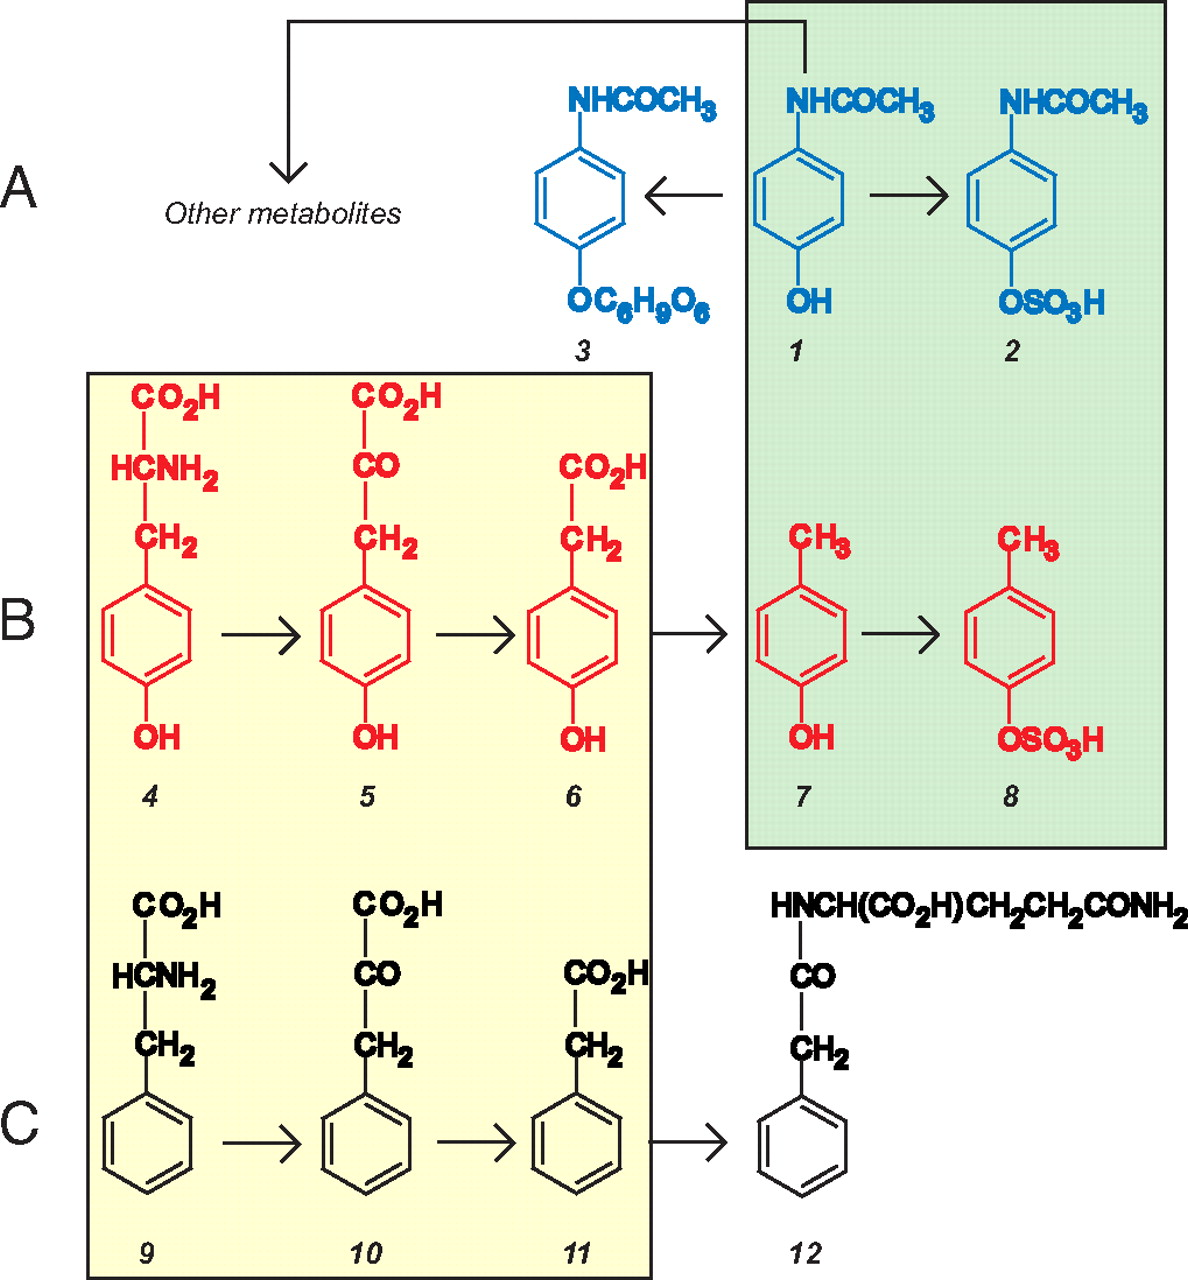 A
Other metabolites
NHCOCH3
OC6H9O6
3
NHCOCH3
OH
1
NHCOCH3
OSO3H
2
B
CO2H
HCNH2
CH2
OH
4
CO2H
CO
CH2
OH
5
CO2H
CH2
OH
6
CH3
OH
7
CH3
OSO3H
8
C
CO2H
HCNH2
CH2
9
CO2H
CO
CH2
10
CO2H
CH2
11
HNCH(CO2H)CH2CH2CONH2
CO
CH2
12